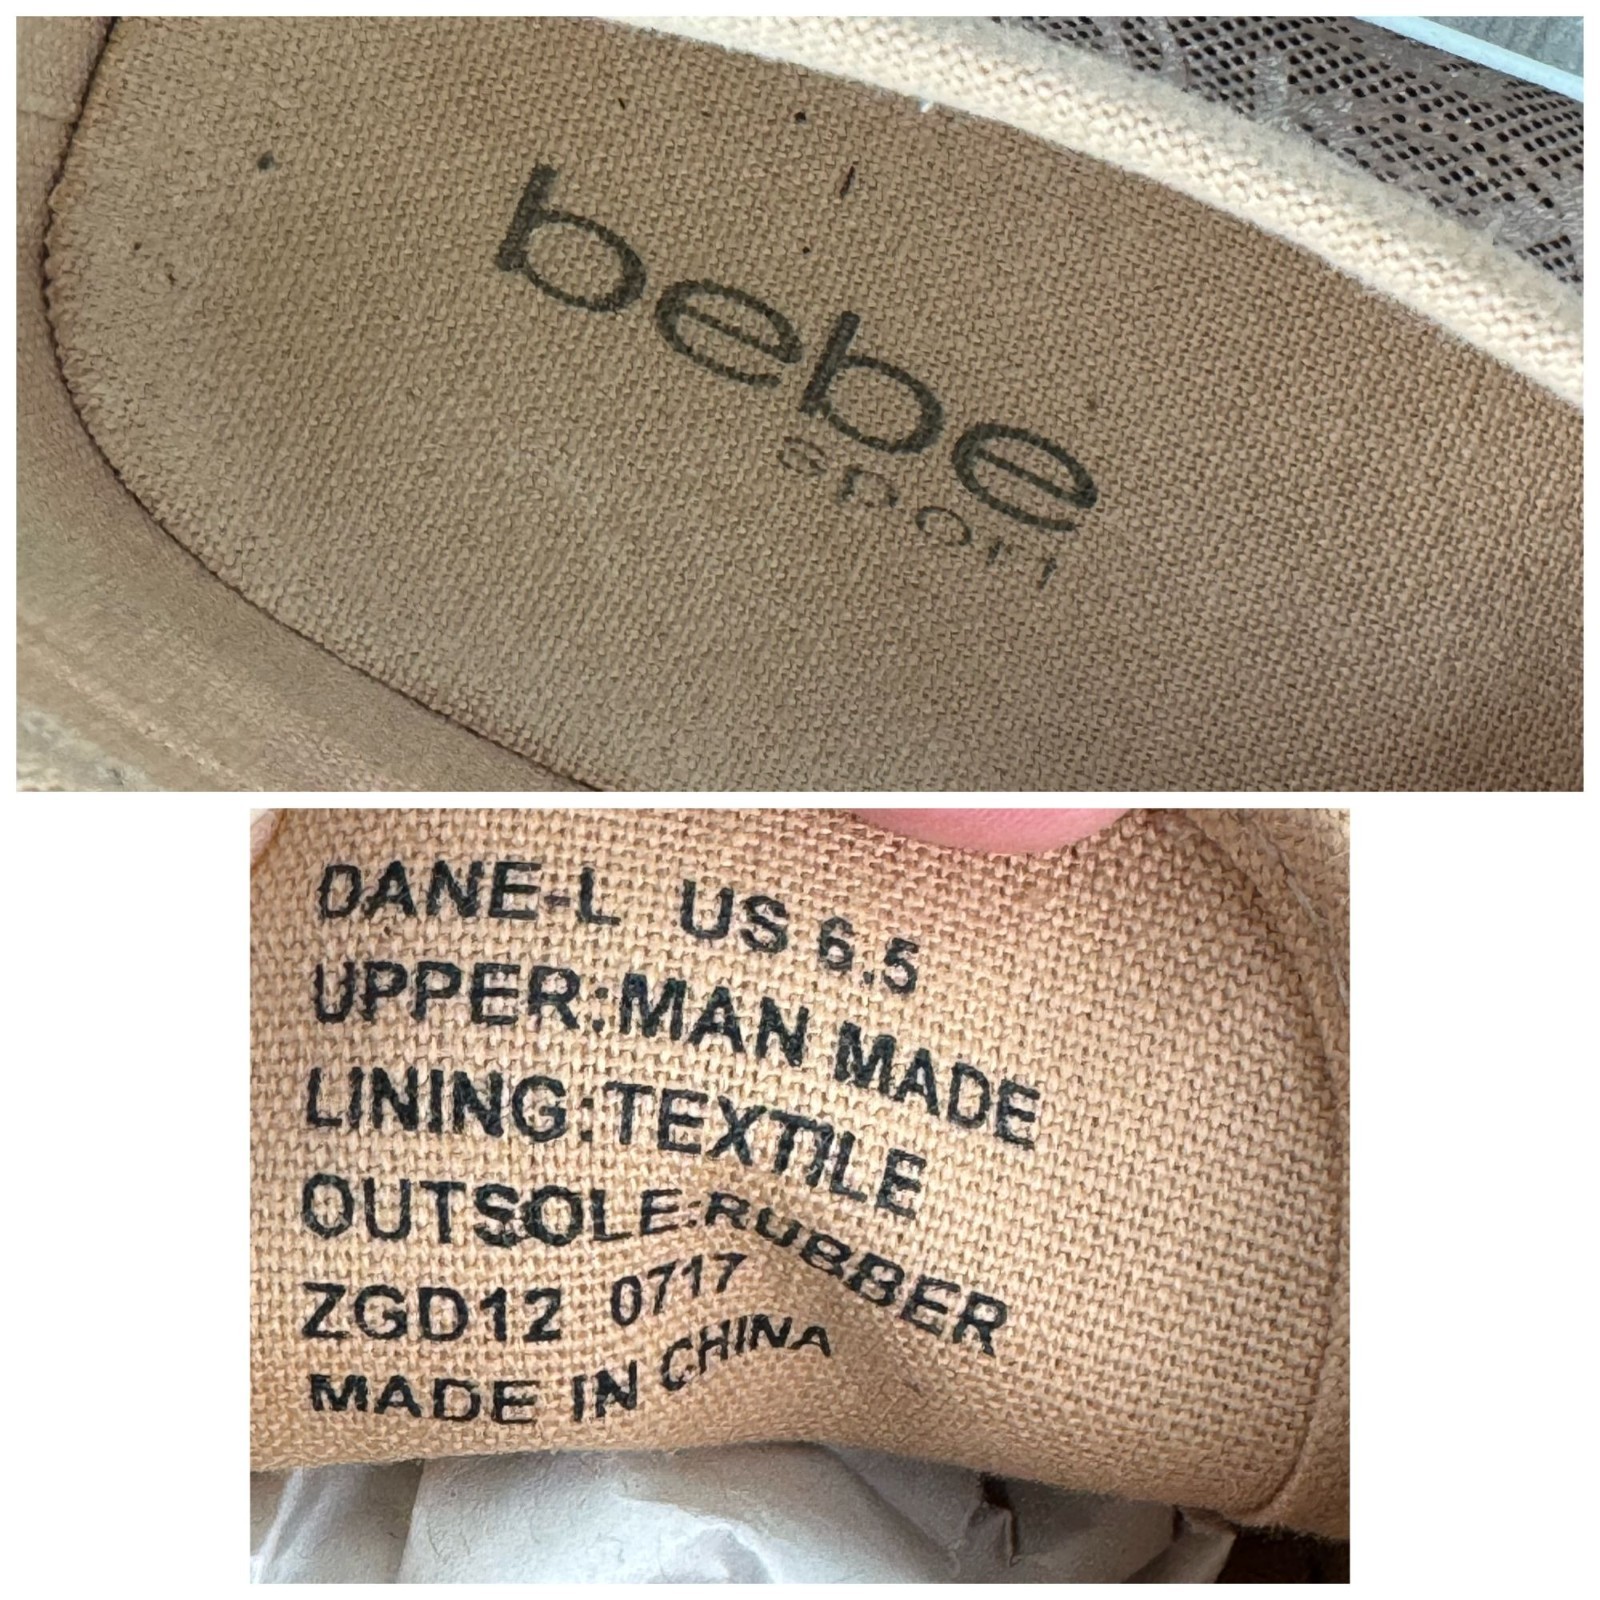 bebe
sport
DANE-L US 6.5
UPPER:MAN MADE
LINING:TEXTILE
OUTSOLE:RUBBER
ZGD12 0717
MADE IN CHINA